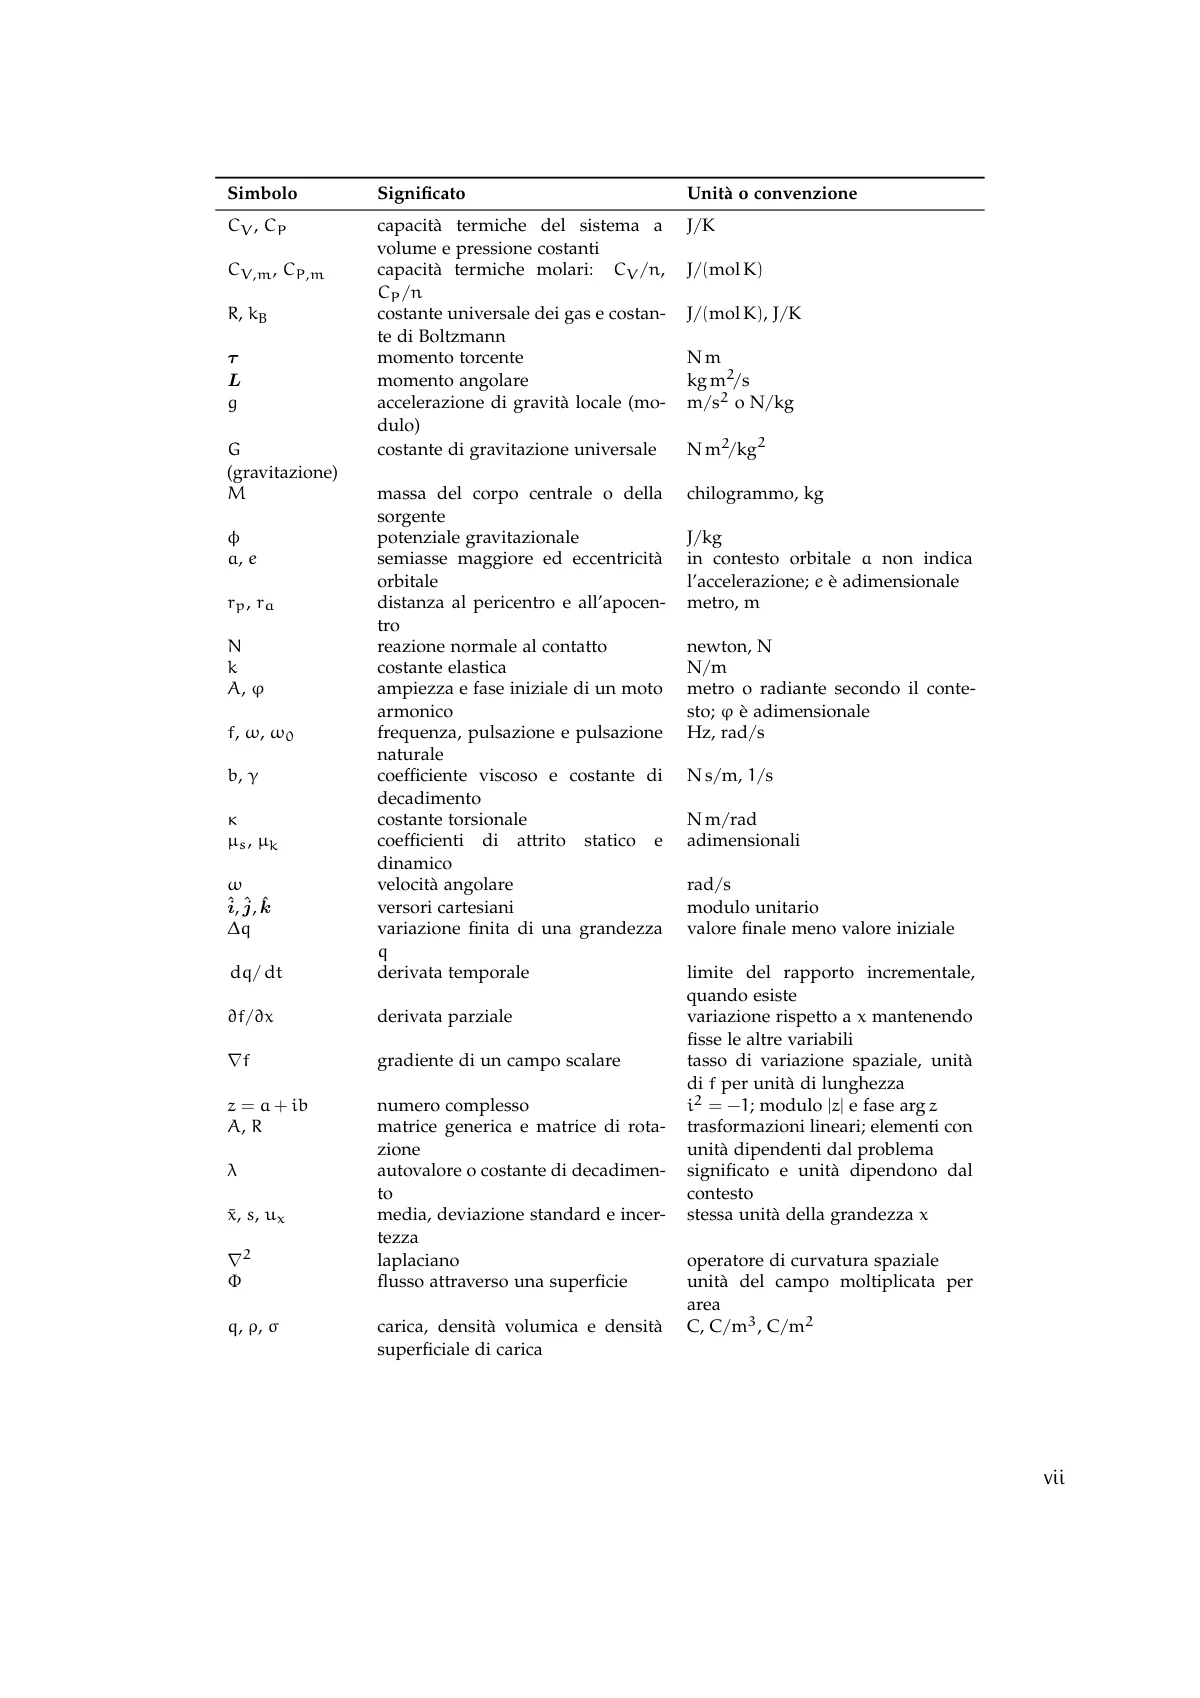 Simbolo Significato Unità o convenzione
C_V, C_P capacità termiche del sistema a J/K
volume e pressione costanti
C_V,m, C_P,m capacità termiche molari: C_V/n, J/(mol K)
C_P/n
R, k_B costante universale dei gas e costan- J/(mol K), J/K
te di Boltzmann
τ momento torcente N m
L momento angolare kg m²/s
g accelerazione di gravità locale (mo- m/s² o N/kg
dulo)
G costante di gravitazione universale N m²/kg²
(gravitazione)
M massa del corpo centrale o della chilogrammo, kg
sorgente
ϕ potenziale gravitazionale J/kg
a, e semiasse maggiore ed eccentricità in contesto orbitale a non indica
orbitale l'accelerazione; e è adimensionale
r_p, r_a distanza al pericentro e all'apocen- metro, m
tro
N reazione normale al contatto newton, N
k costante elastica N/m
A, φ ampiezza e fase iniziale di un moto metro o radiante secondo il conte-
armonico sto; φ è adimensionale
f, ω, ω₀ frequenza, pulsazione e pulsazione Hz, rad/s
naturale
b, γ coefficiente viscoso e costante di N s/m, 1/s
decadimento
κ costante torsionale N m/rad
μ_s, μ_k coefficienti di attrito statico e adimensionali
dinamico
ω velocità angolare rad/s
î, ĵ, k̂ versori cartesiani modulo unitario
Δq variazione finita di una grandezza valore finale meno valore iniziale
q
dq/dt derivata temporale limite del rapporto incrementale,
quando esiste
∂f/∂x derivata parziale variazione rispetto a x mantenendo
fisse le altre variabili
∇f gradiente di un campo scalare tasso di variazione spaziale, unità
di f per unità di lunghezza
z = a + ib numero complesso i² = −1; modulo |z| e fase arg z
A, R matrice generica e matrice di rota- trasformazioni lineari; elementi con
zione unità dipendenti dal problema
λ autovalore o costante di decadimen- significato e unità dipendono dal
to contesto
x̄, s, u_x media, deviazione standard e incer- stessa unità della grandezza x
tezza
∇² laplaciano operatore di curvatura spaziale
Φ flusso attraverso una superficie unità del campo moltiplicata per
area
q, ρ, σ carica, densità volumica e densità C, C/m³, C/m²
superficiale di carica
vii